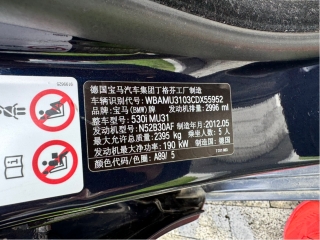 德国宝马汽车集团丁格芬工厂制造
车辆识别代号: WBAMU3103CDX55952
品牌: 宝马(BMW)牌 发动机排量: 2996 ml
整车型号: 530i MU31
发动机型号: N52B30AF 制造年月: 2012.05
最大允许总质量: 2395 kg 乘坐人数: 5 人
发动机最大净功率: 190 kW 制造国: 德国
颜色代码/色圈: A89/ 5